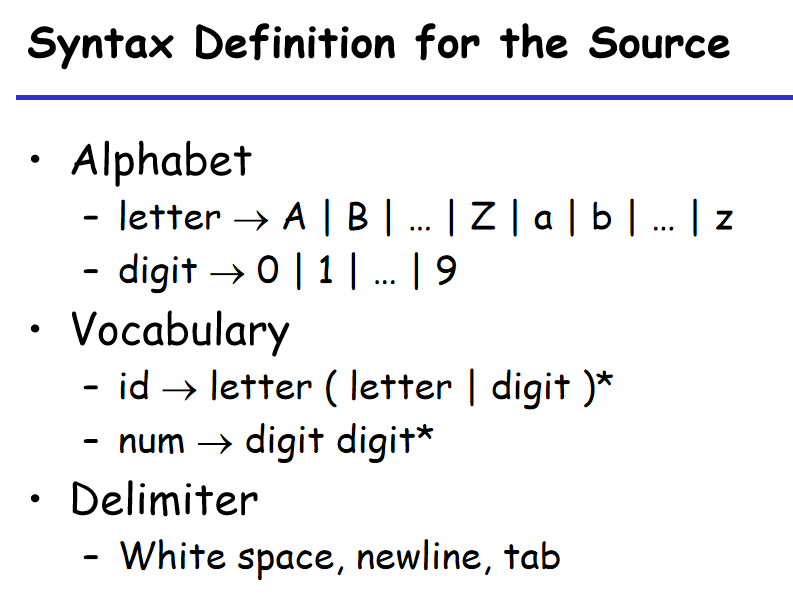 Syntax Definition for the Source
• Alphabet
– letter → A | B | … | Z | a | b | … | z
– digit → 0 | 1 | … | 9
• Vocabulary
– id → letter ( letter | digit )*
– num → digit digit*
• Delimiter
– White space, newline, tab